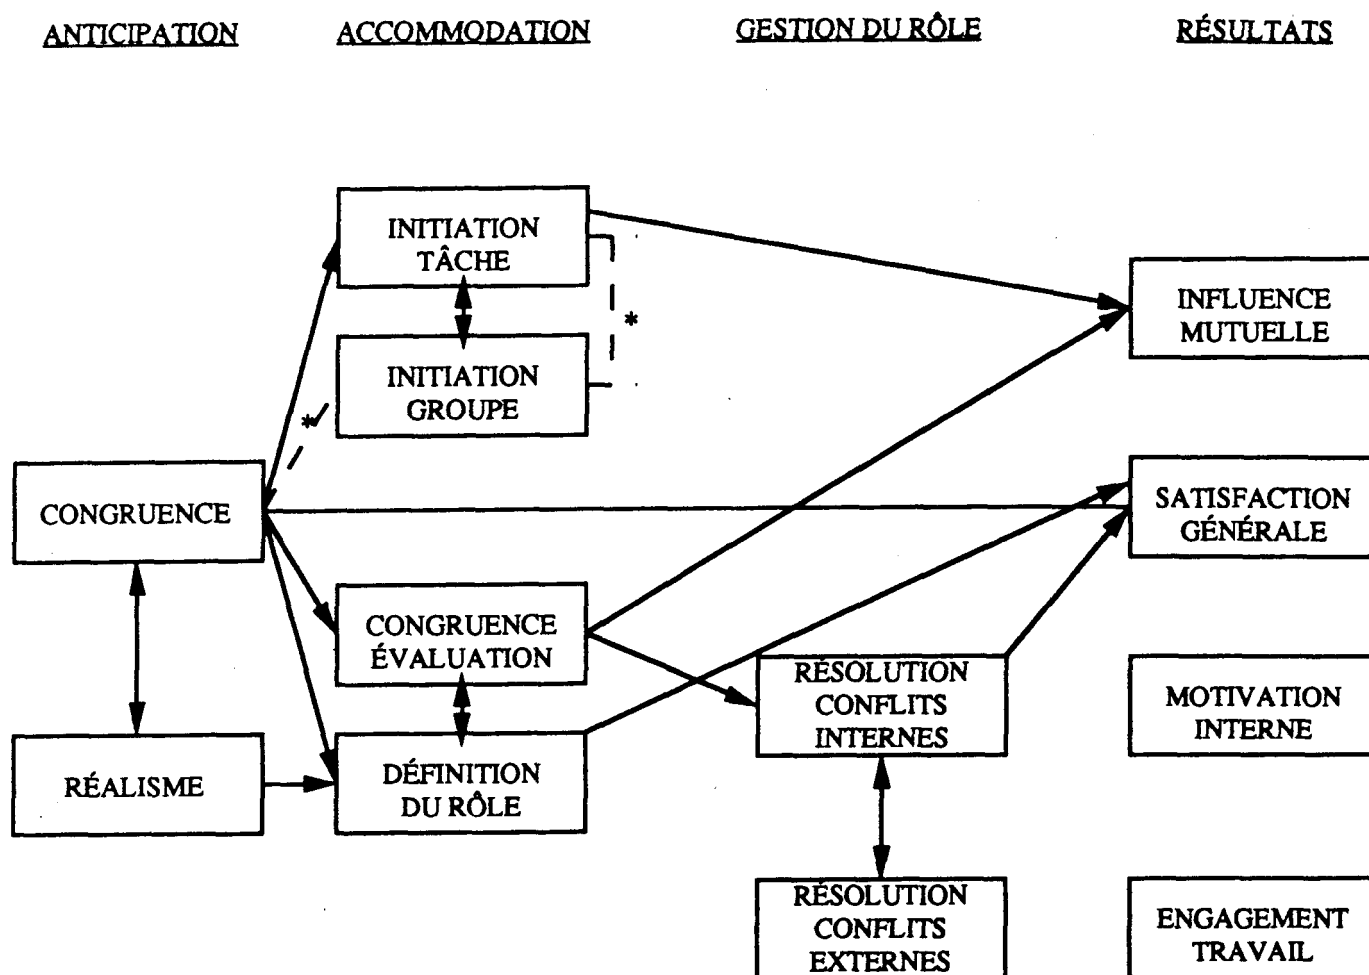 ANTICIPATION
ACCOMMODATION
GESTION DU RÔLE
RÉSULTATS
INITIATION
TÂCHE
*
INITIATION
GROUPE
*
INFLUENCE
MUTUELLE
CONGRUENCE
SATISFACTION
GÉNÉRALE
CONGRUENCE
ÉVALUATION
RÉSOLUTION
CONFLITS
INTERNES
MOTIVATION
INTERNE
RÉALISME
DÉFINITION
DU RÔLE
RÉSOLUTION
CONFLITS
EXTERNES
ENGAGEMENT
TRAVAIL